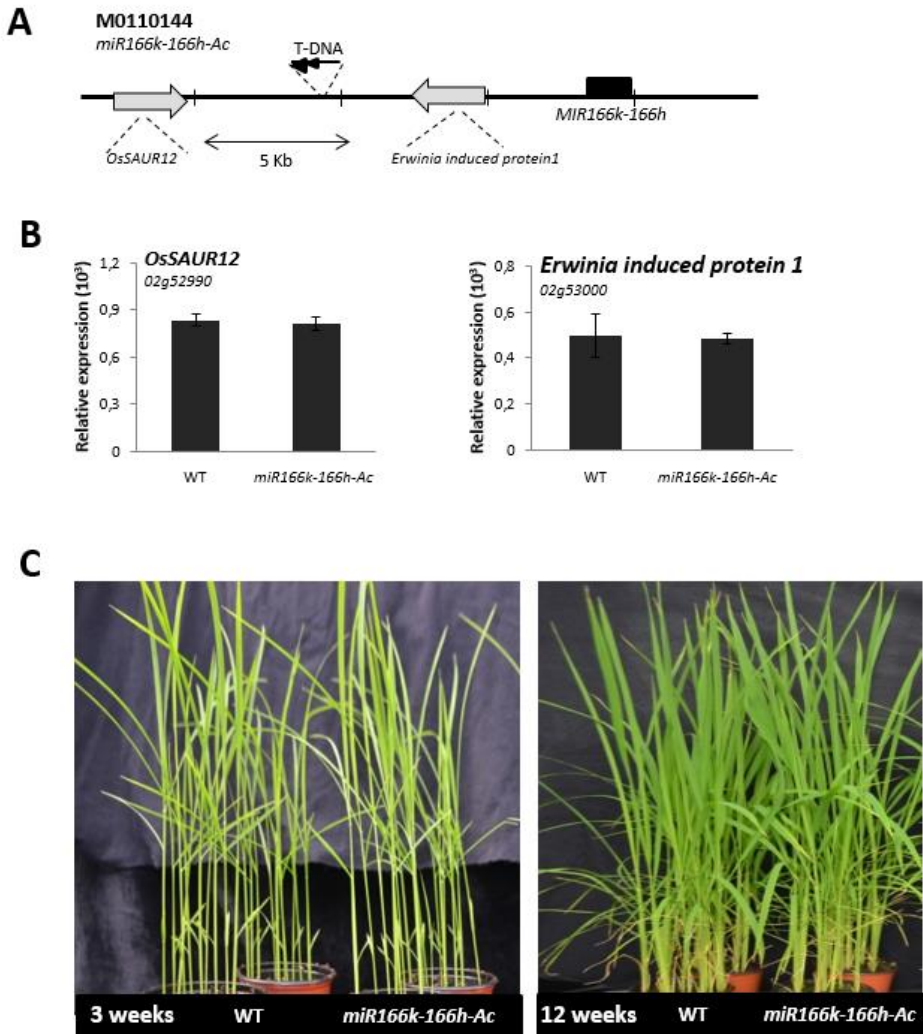 A
M0110144
miR166k-166h-Ac
T-DNA
MIR166k-166h
OsSAUR12
5 Kb
Erwinia induced protein1
B
OsSAUR12
02g52990
Relative expression (10³)
1,2
0,9
0,6
0,3
0
WT
miR166k-166h-Ac
Erwinia induced protein 1
02g53000
Relative expression (10³)
0,8
0,6
0,4
0,2
0
WT
miR166k-166h-Ac
C
3 weeks WT miR166k-166h-Ac
12 weeks WT miR166k-166h-Ac